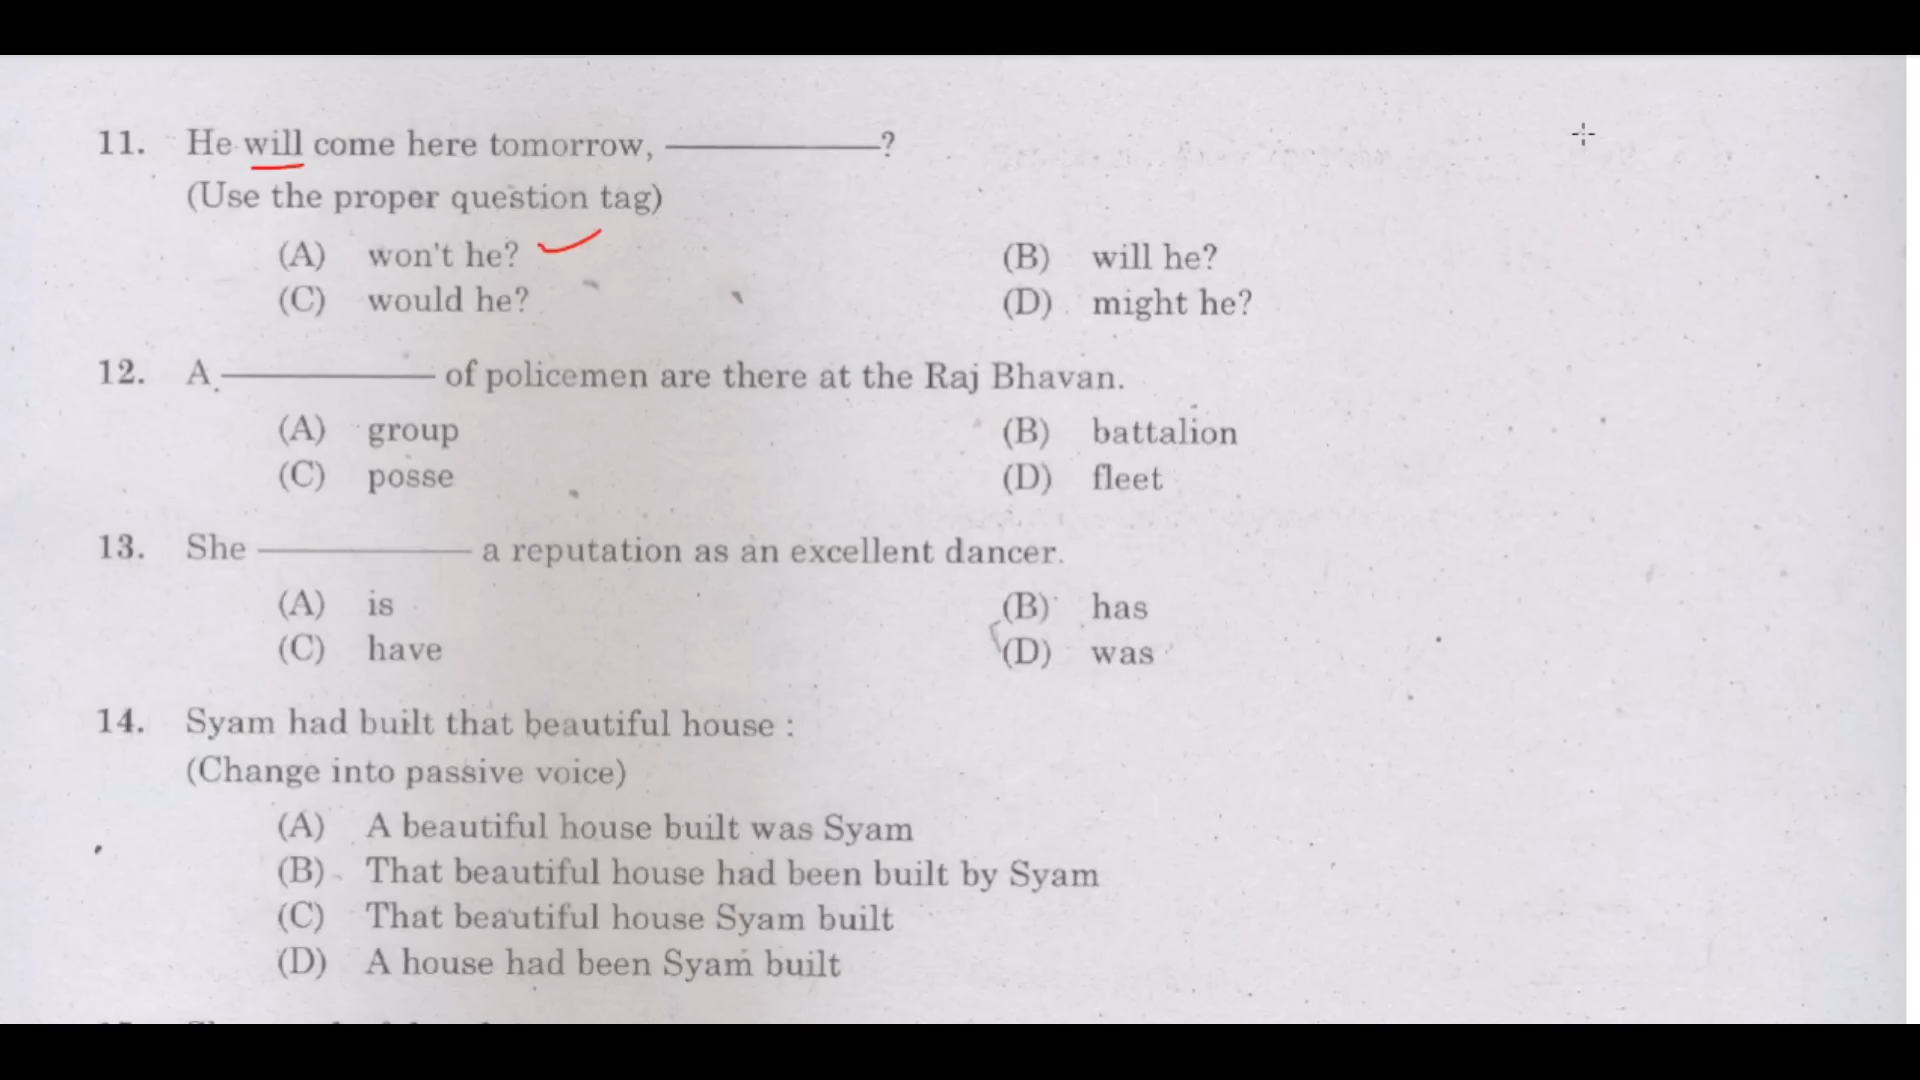 11. He will come here tomorrow, ?
(Use the proper question tag)
(A) won't he? (B) will he?
(C) would he? (D) might he?
12. A of policemen are there at the Raj Bhavan.
(A) group (B) battalion
(C) posse (D) fleet
13. She a reputation as an excellent dancer.
(A) is (B) has
(C) have (D) was
14. Syam had built that beautiful house :
(Change into passive voice)
(A) A beautiful house built was Syam
(B) That beautiful house had been built by Syam
(C) That beautiful house Syam built
(D) A house had been Syam built